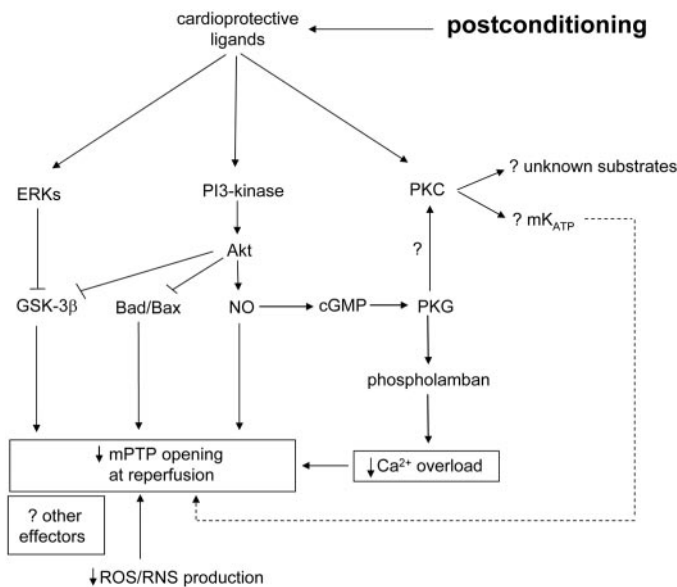 cardioprotective
ligands
postconditioning
ERKs
PI3-kinase
PKC
? unknown substrates
? mKATP
Akt
?
GSK-3β
Bad/Bax
NO
cGMP
PKG
phospholamban
↓ mPTP opening
at reperfusion
↓Ca²⁺ overload
? other
effectors
↓ROS/RNS production